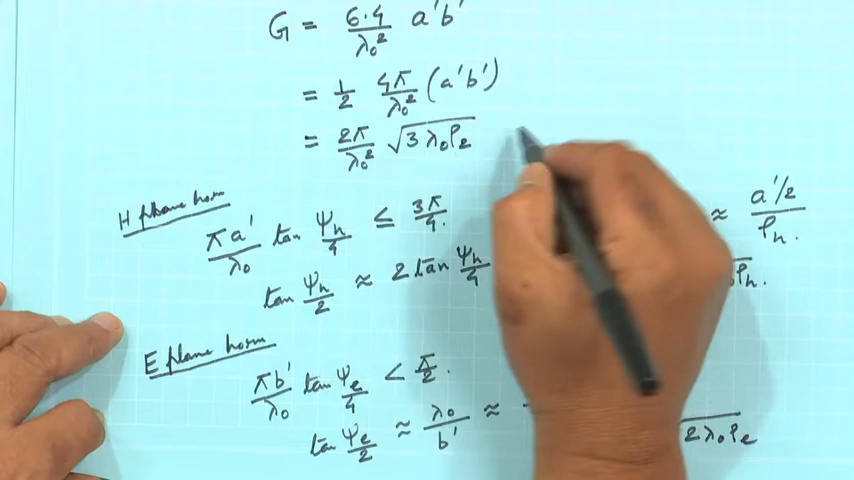 G = 6.4/λ₀² a'b'
= 1/2 4π/λ₀² (a'b')
= 2π/λ₀² √3λ₀ρ₂
H plane horn
πa'/λ₀ tan ψₕ/4 ≤ 3π/4. ≈ a'/2/ρₕ.
tan ψₕ/2 ≈ 2 tan ψₕ/4 ρₕ.
E plane horn
πb'/λ₀ tan ψₑ/4 < π/2.
tan ψₑ/2 ≈ λ₀/b' ≈ 2λ₀ρₑ